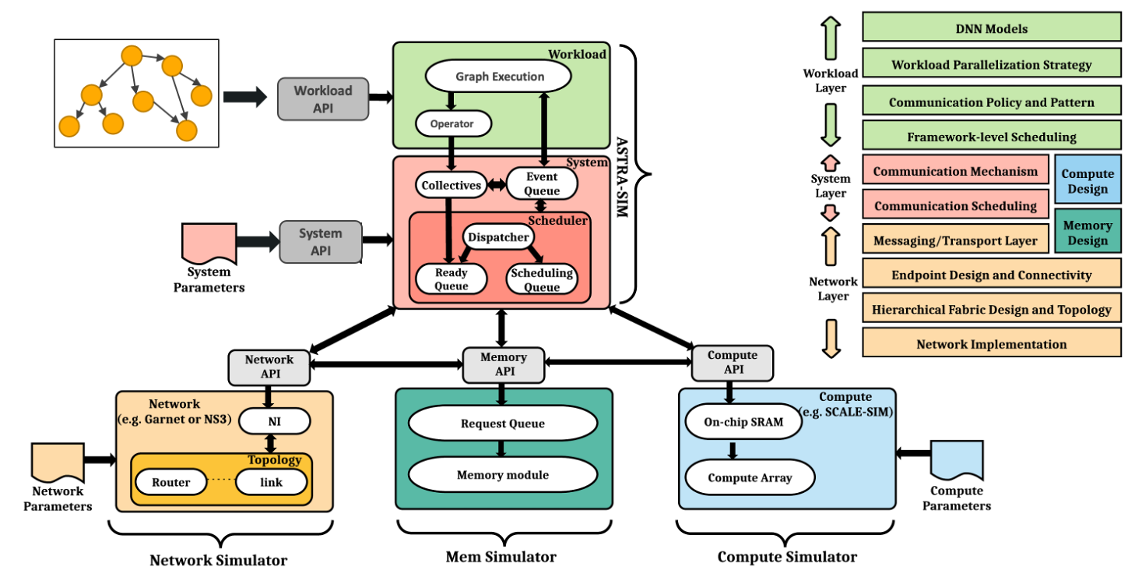 Workload
API
Workload
Graph Execution
Operator
System
Collectives
Event
Queue
Scheduler
Dispatcher
Ready
Queue
Scheduling
Queue
ASTRA-SIM
System
API
System
Parameters
Network
API
Memory
API
Compute
API
Network
(e.g. Garnet or NS3)
NI
Topology
Router
link
Network
Parameters
Request Queue
Memory module
Compute
(e.g. SCALE-SIM)
On-chip SRAM
Compute Array
Compute
Parameters
Network Simulator
Mem Simulator
Compute Simulator
Workload
Layer
System
Layer
Network
Layer
DNN Models
Workload Parallelization Strategy
Communication Policy and Pattern
Framework-level Scheduling
Communication Mechanism
Compute
Design
Communication Scheduling
Memory
Design
Messaging/Transport Layer
Endpoint Design and Connectivity
Hierarchical Fabric Design and Topology
Network Implementation